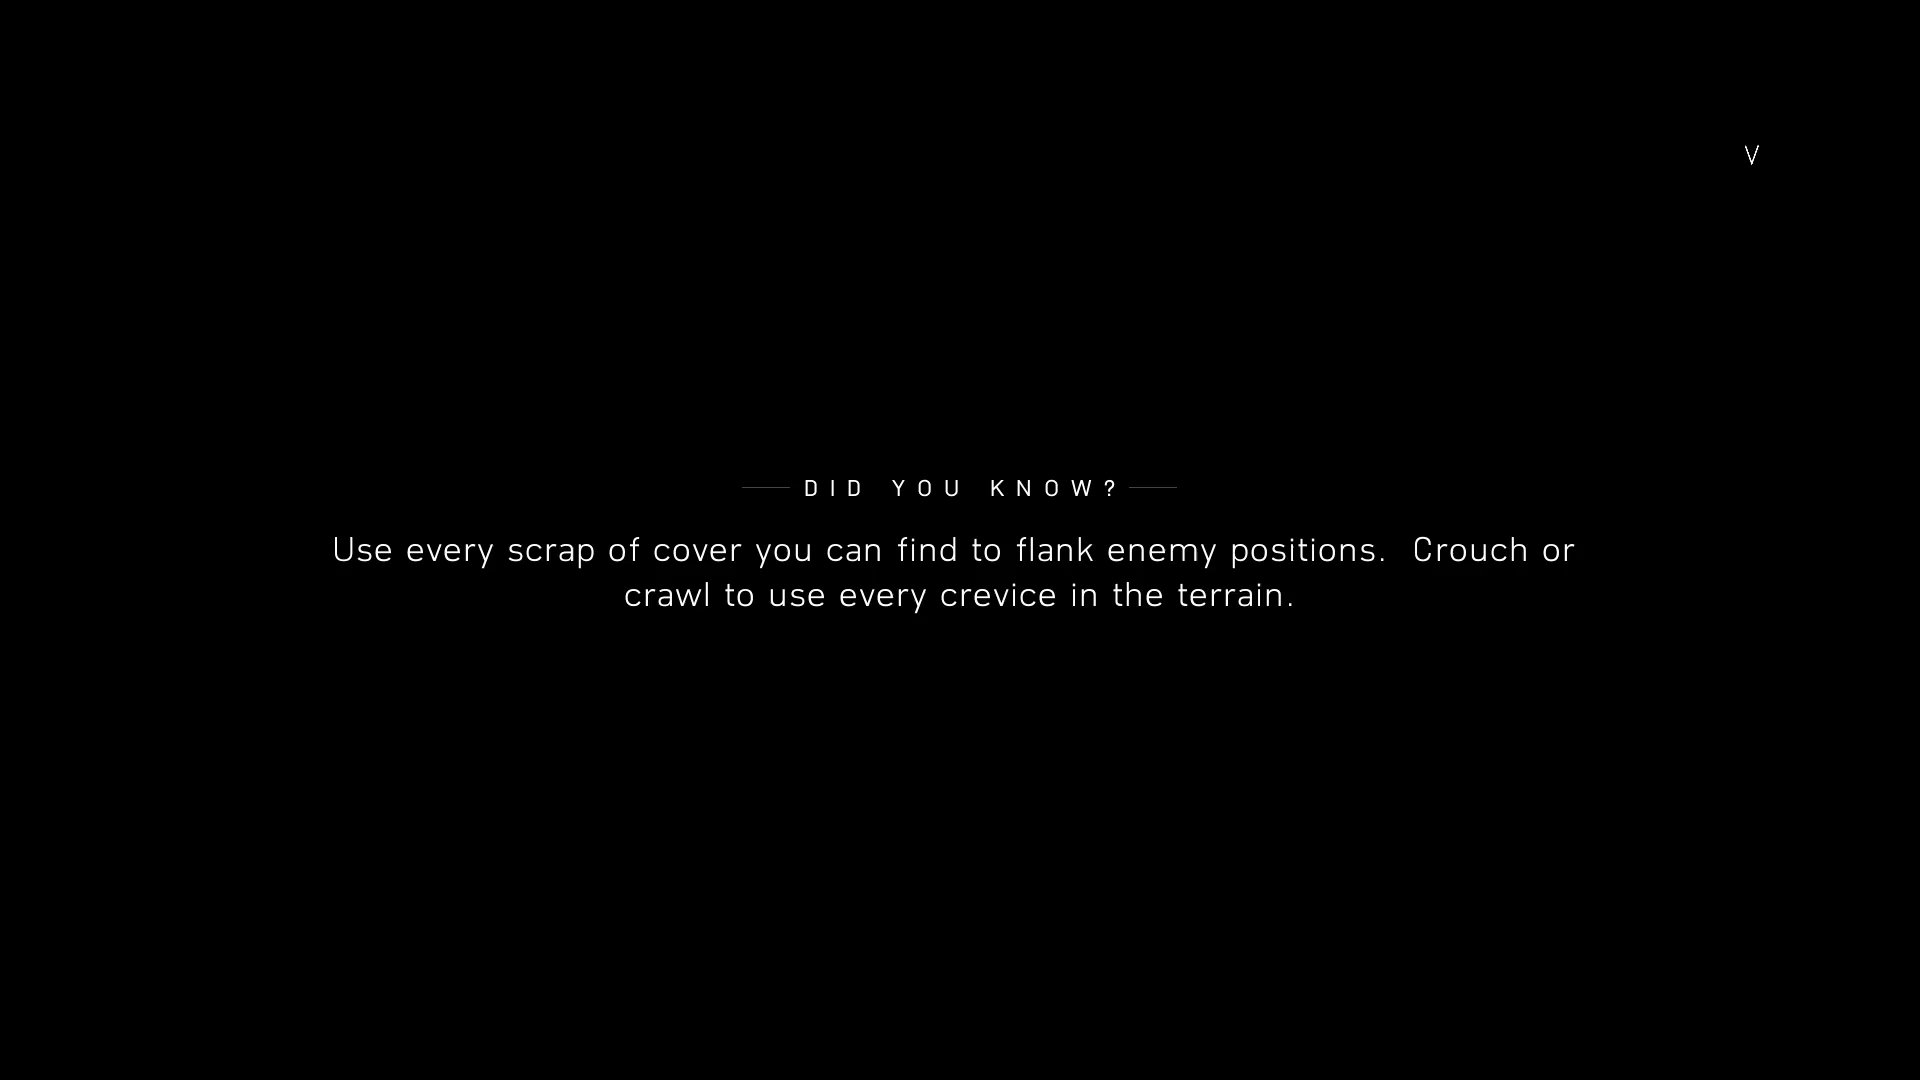 V
DID YOU KNOW?
Use every scrap of cover you can find to flank enemy positions.  Crouch or
crawl to use every crevice in the terrain.